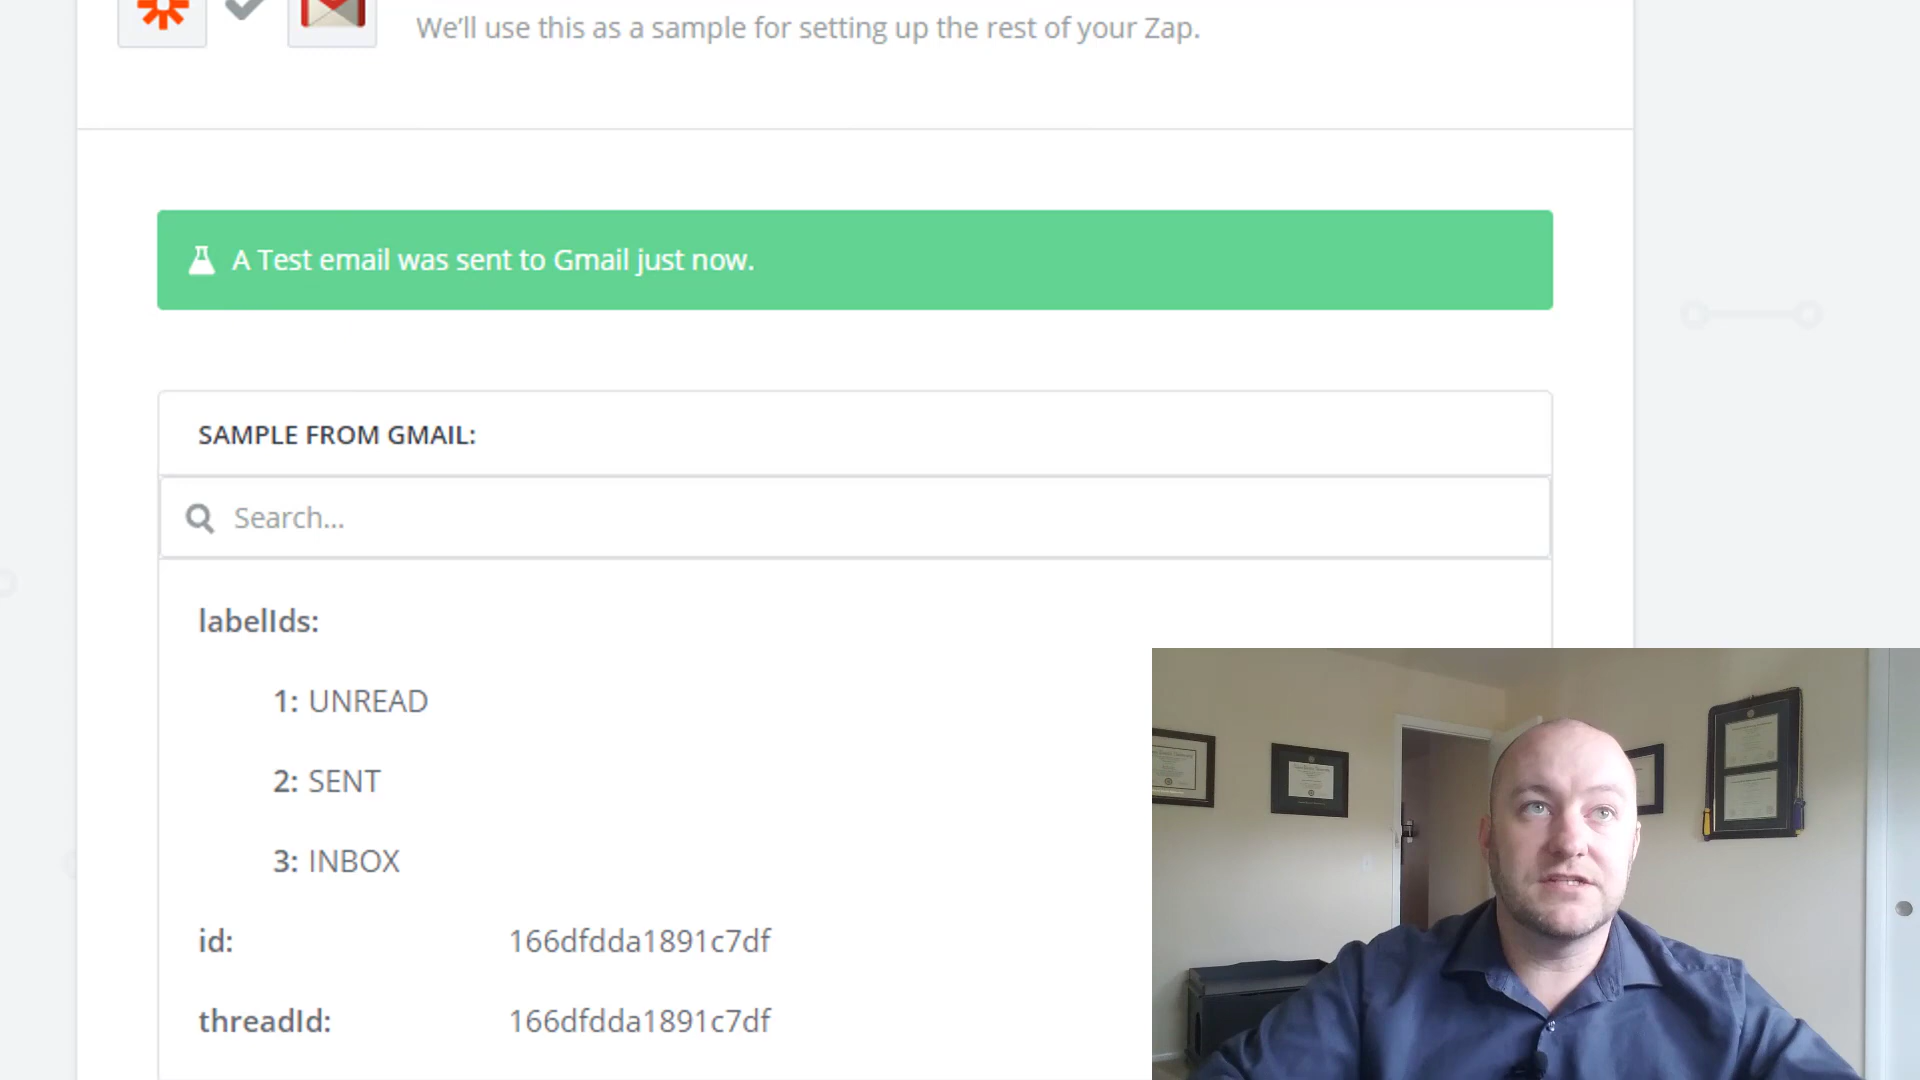 We'll use this as a sample for setting up the rest of your Zap.
A Test email was sent to Gmail just now.
SAMPLE FROM GMAIL:
Search...
labelIds:
1: UNREAD
2: SENT
3: INBOX
id: 166dfdda1891c7df
threadId: 166dfdda1891c7df